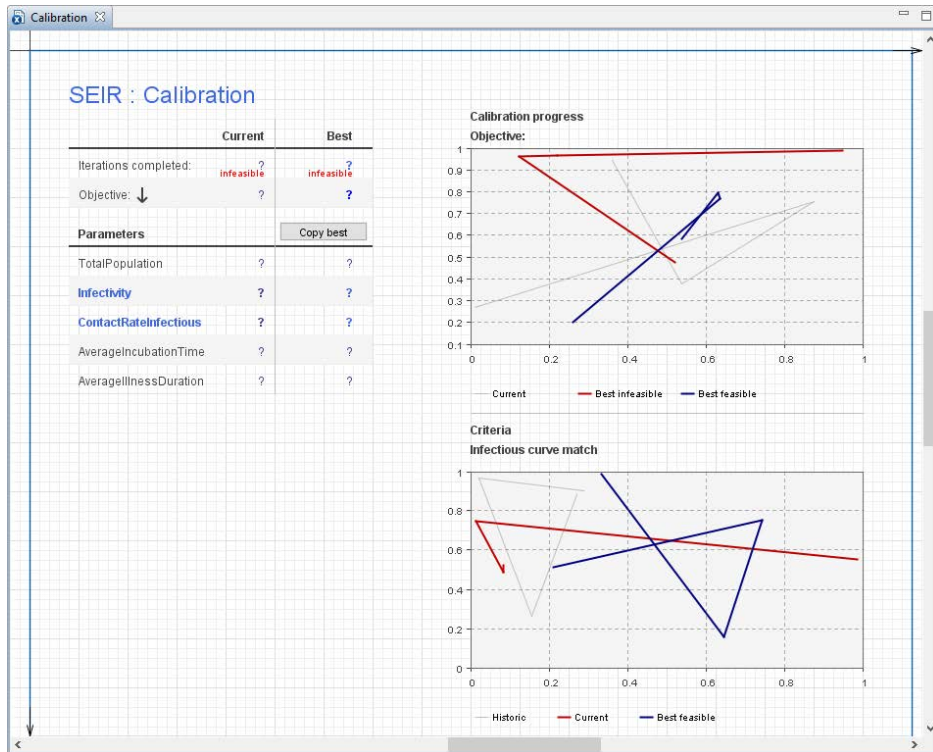 Calibration
SEIR : Calibration
Current Best
Iterations completed: ? ?
infeasible infeasible
Objective: ↓ ? ?
Parameters Copy best
TotalPopulation ? ?
Infectivity ? ?
ContactRateInfectious ? ?
AverageIncubationTime ? ?
AverageIllnessDuration ? ?
Calibration progress
Objective:
1
0.9
0.8
0.7
0.6
0.5
0.4
0.3
0.2
0.1
0 0.2 0.4 0.6 0.8 1
Current Best infeasible Best feasible
Criteria
Infectious curve match
1
0.8
0.6
0.4
0.2
0
0 0.2 0.4 0.6 0.8 1
Historic Current Best feasible